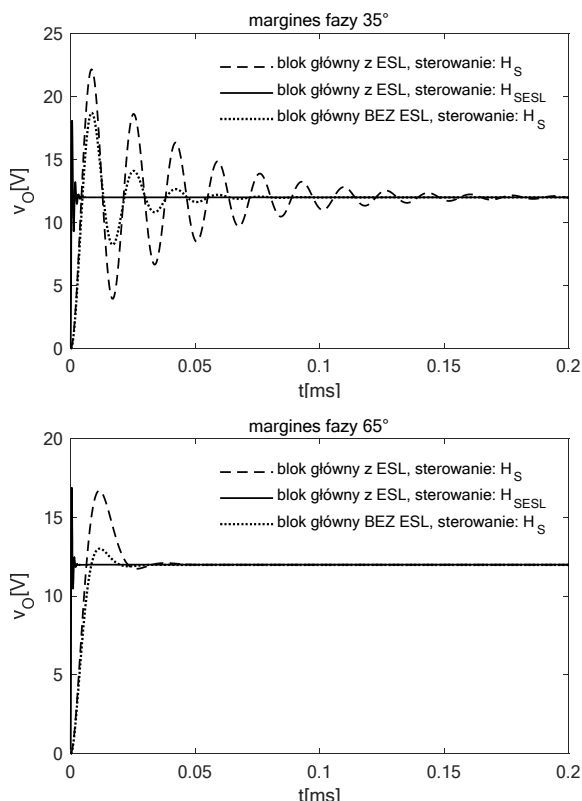 margines fazy 35°
25
20
15
10
5
0
v_O[V]
blok główny z ESL, sterowanie: H_S
blok główny z ESL, sterowanie: H_SESL
blok główny BEZ ESL, sterowanie: H_S
0 0.05 0.1 0.15 0.2
t[ms]
margines fazy 65°
20
15
10
5
0
v_O[V]
blok główny z ESL, sterowanie: H_S
blok główny z ESL, sterowanie: H_SESL
blok główny BEZ ESL, sterowanie: H_S
0 0.05 0.1 0.15 0.2
t[ms]